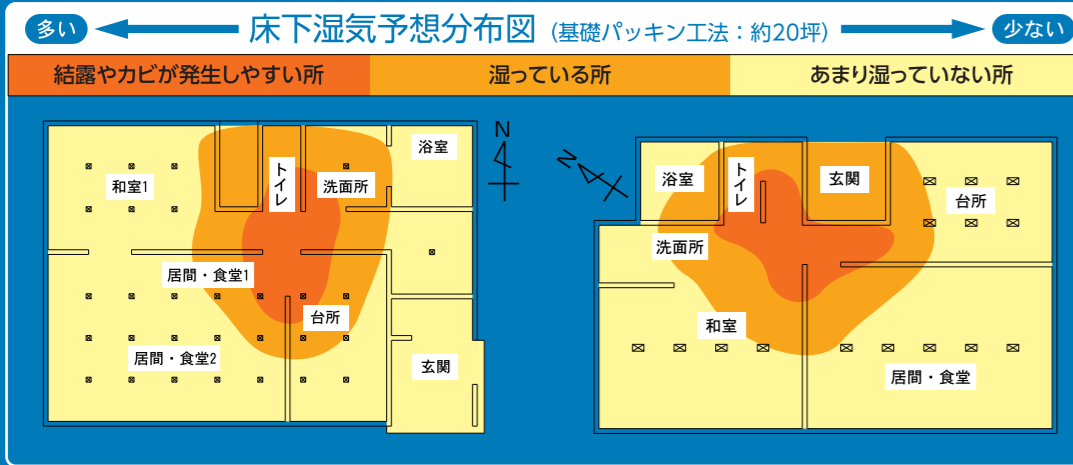 多い 床下湿気予想分布図 (基礎パッキン工法：約20坪) 少ない
結露やカビが発生しやすい所 湿っている所 あまり湿っていない所
和室1
トイレ
洗面所
浴室
居間・食堂1
台所
居間・食堂2
玄関
N
N
浴室
トイレ
玄関
台所
洗面所
和室
居間・食堂